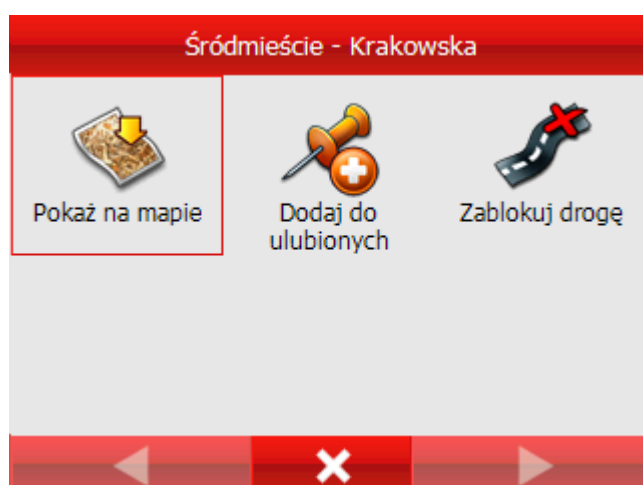 Śródmieście - Krakowska
Pokaż na mapie
Dodaj do
ulubionych
Zablokuj drogę